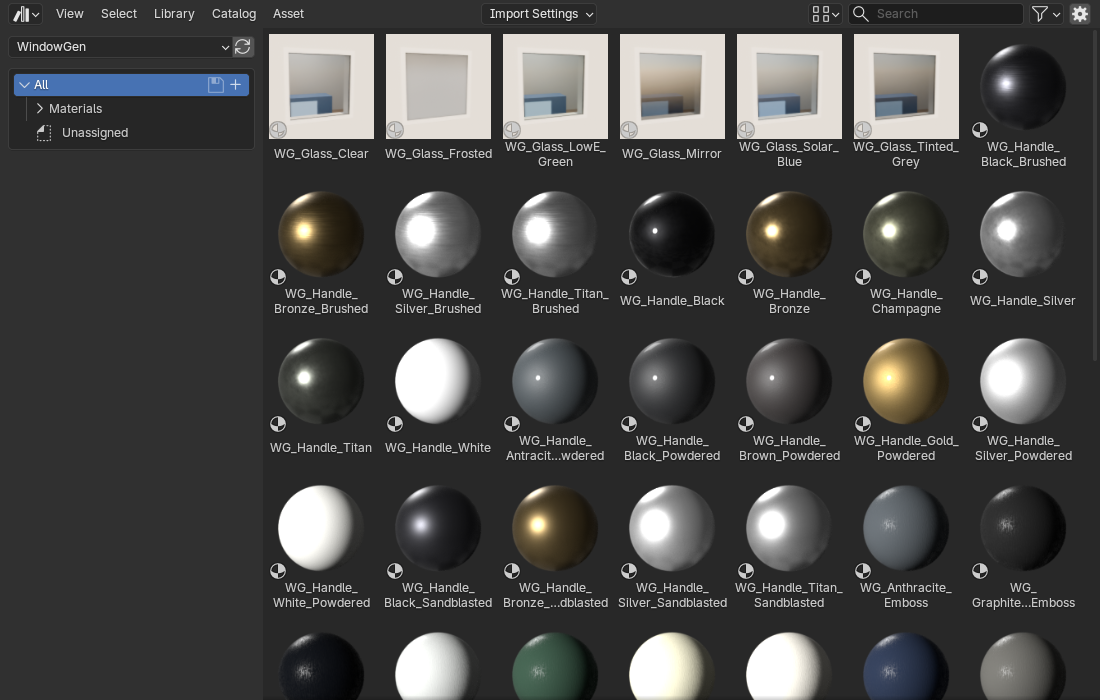 View Select Library Catalog Asset Import Settings Search
WindowGen
All
Materials
Unassigned
WG_Glass_Clear
WG_Glass_Frosted
WG_Glass_LowE_
Green
WG_Glass_Mirror
WG_Glass_Solar_
Blue
WG_Glass_Tinted_
Grey
WG_Handle_
Black_Brushed
WG_Handle_
Bronze_Brushed
WG_Handle_
Silver_Brushed
WG_Handle_Titan_
Brushed
WG_Handle_Black
WG_Handle_
Bronze
WG_Handle_
Champagne
WG_Handle_Silver
WG_Handle_Titan
WG_Handle_White
WG_Handle_
Antracit...wdered
WG_Handle_
Black_Powdered
WG_Handle_
Brown_Powdered
WG_Handle_Gold_
Powdered
WG_Handle_
Silver_Powdered
WG_Handle_
White_Powdered
WG_Handle_
Black_Sandblasted
WG_Handle_
Bronze_...dblasted
WG_Handle_
Silver_Sandblasted
WG_Handle_Titan_
Sandblasted
WG_Anthracite_
Emboss
WG_
Graphite...Emboss